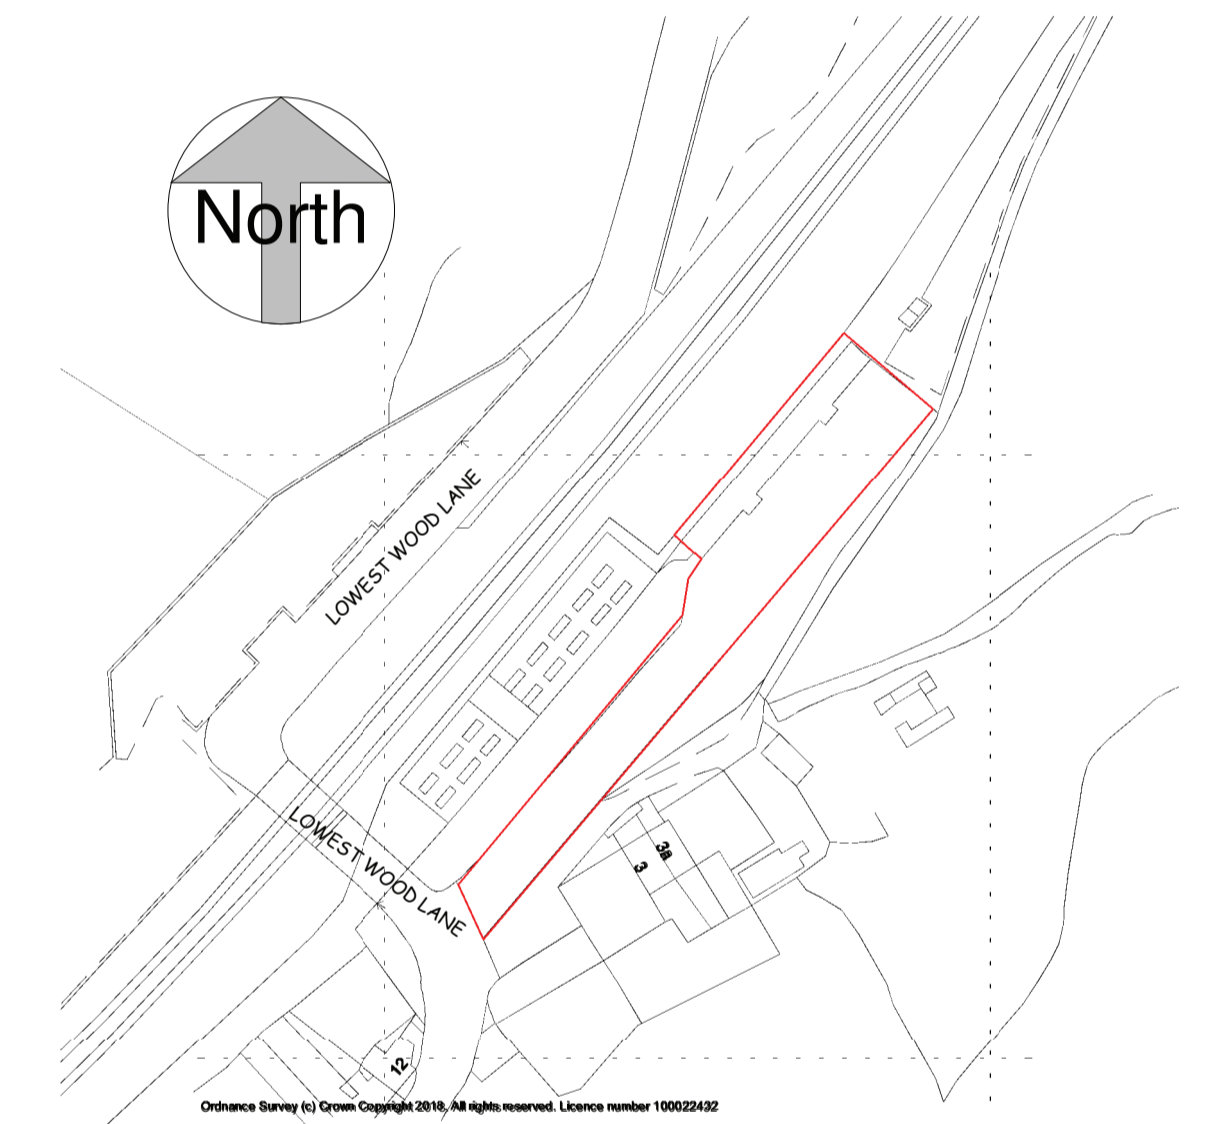 North
LOWEST WOOD LANE
LOWEST WOOD LANE
3a
3
12
Ordnance Survey (c) Crown Copyright 2018. All rights reserved. Licence number 100022432